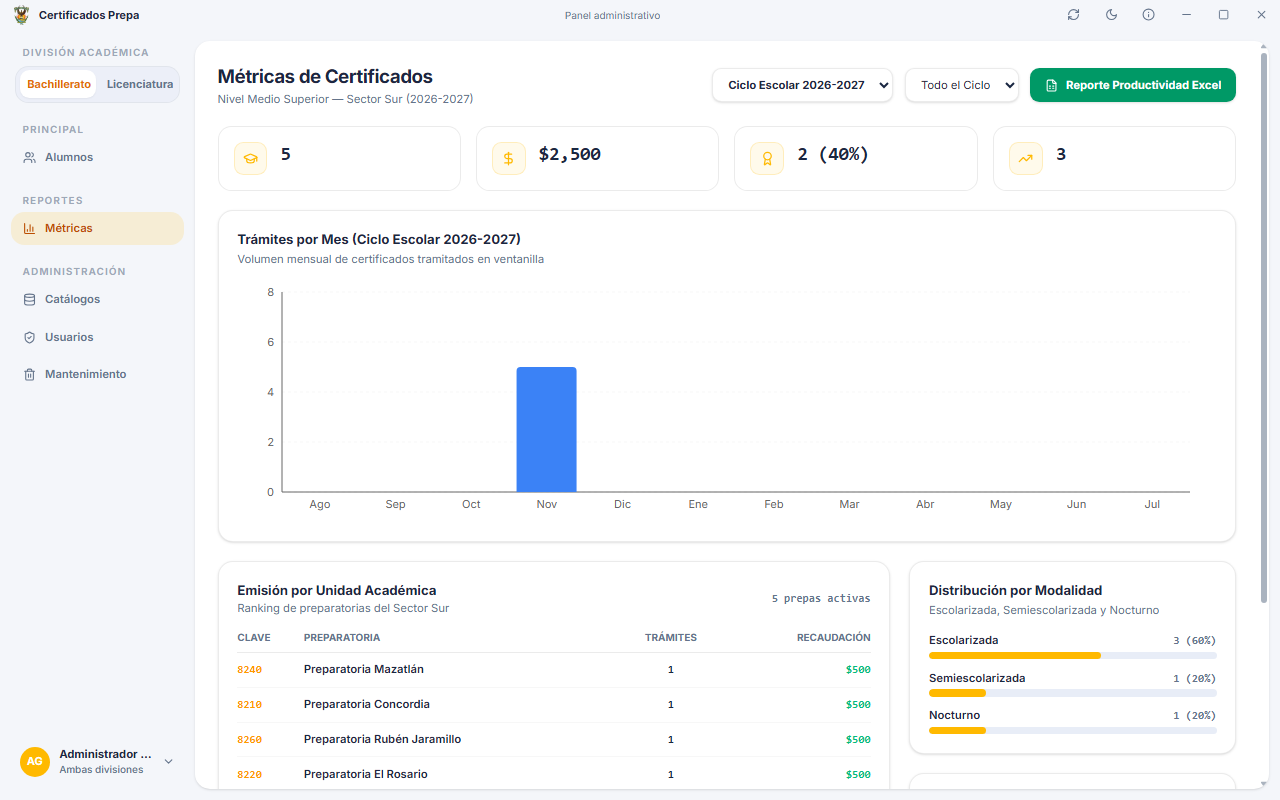 Certificados Prepa
Panel administrativo
DIVISIÓN ACADÉMICA
Bachillerato
Licenciatura
PRINCIPAL
Alumnos
REPORTES
Métricas
ADMINISTRACIÓN
Catálogos
Usuarios
Mantenimiento
AG
Administrador ...
Ambas divisiones
Métricas de Certificados
Nivel Medio Superior — Sector Sur (2026-2027)
Ciclo Escolar 2026-2027
Todo el Ciclo
Reporte Productividad Excel
5
$2,500
2 (40%)
3
Trámites por Mes (Ciclo Escolar 2026-2027)
Volumen mensual de certificados tramitados en ventanilla
8
6
4
2
0
Ago Sep Oct Nov Dic Ene Feb Mar Abr May Jun Jul
Emisión por Unidad Académica
Ranking de preparatorias del Sector Sur
5 prepas activas
CLAVE PREPARATORIA TRÁMITES RECAUDACIÓN
8240 Preparatoria Mazatlán 1 $500
8210 Preparatoria Concordia 1 $500
8260 Preparatoria Rubén Jaramillo 1 $500
8220 Preparatoria El Rosario 1 $500
Distribución por Modalidad
Escolarizada, Semiescolarizada y Nocturno
Escolarizada 3 (60%)
Semiescolarizada 1 (20%)
Nocturno 1 (20%)